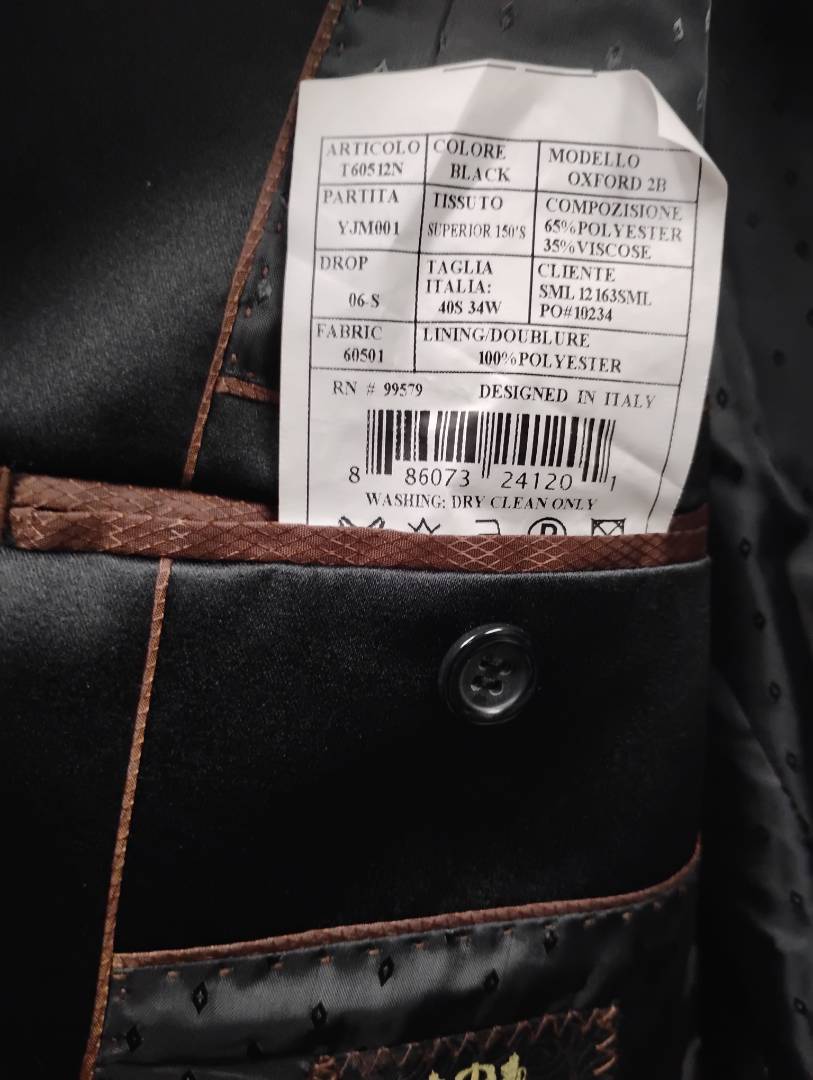 ARTICOLO
T60512N
COLORE
BLACK
MODELLO
OXFORD 2B
PARTITA
YJM001
TISSUTO
SUPERIOR 150'S
COMPOZISIONE
65%POLYESTER
35%VISCOSE
DROP
06-S
TAGLIA
ITALIA:
40S 34W
CLIENTE
SML 12163SML
PO#10234
FABRIC
60501
LINING/DOUBLURE
100%POLYESTER
RN # 99579 DESIGNED IN ITALY
8 86073 24120 1
WASHING: DRY CLEAN ONLY